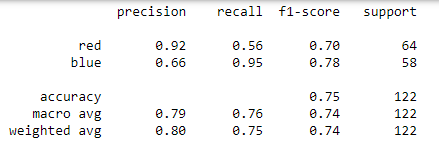 precision recall f1-score support
red 0.92 0.56 0.70 64
blue 0.66 0.95 0.78 58
accuracy 0.75 122
macro avg 0.79 0.76 0.74 122
weighted avg 0.80 0.75 0.74 122